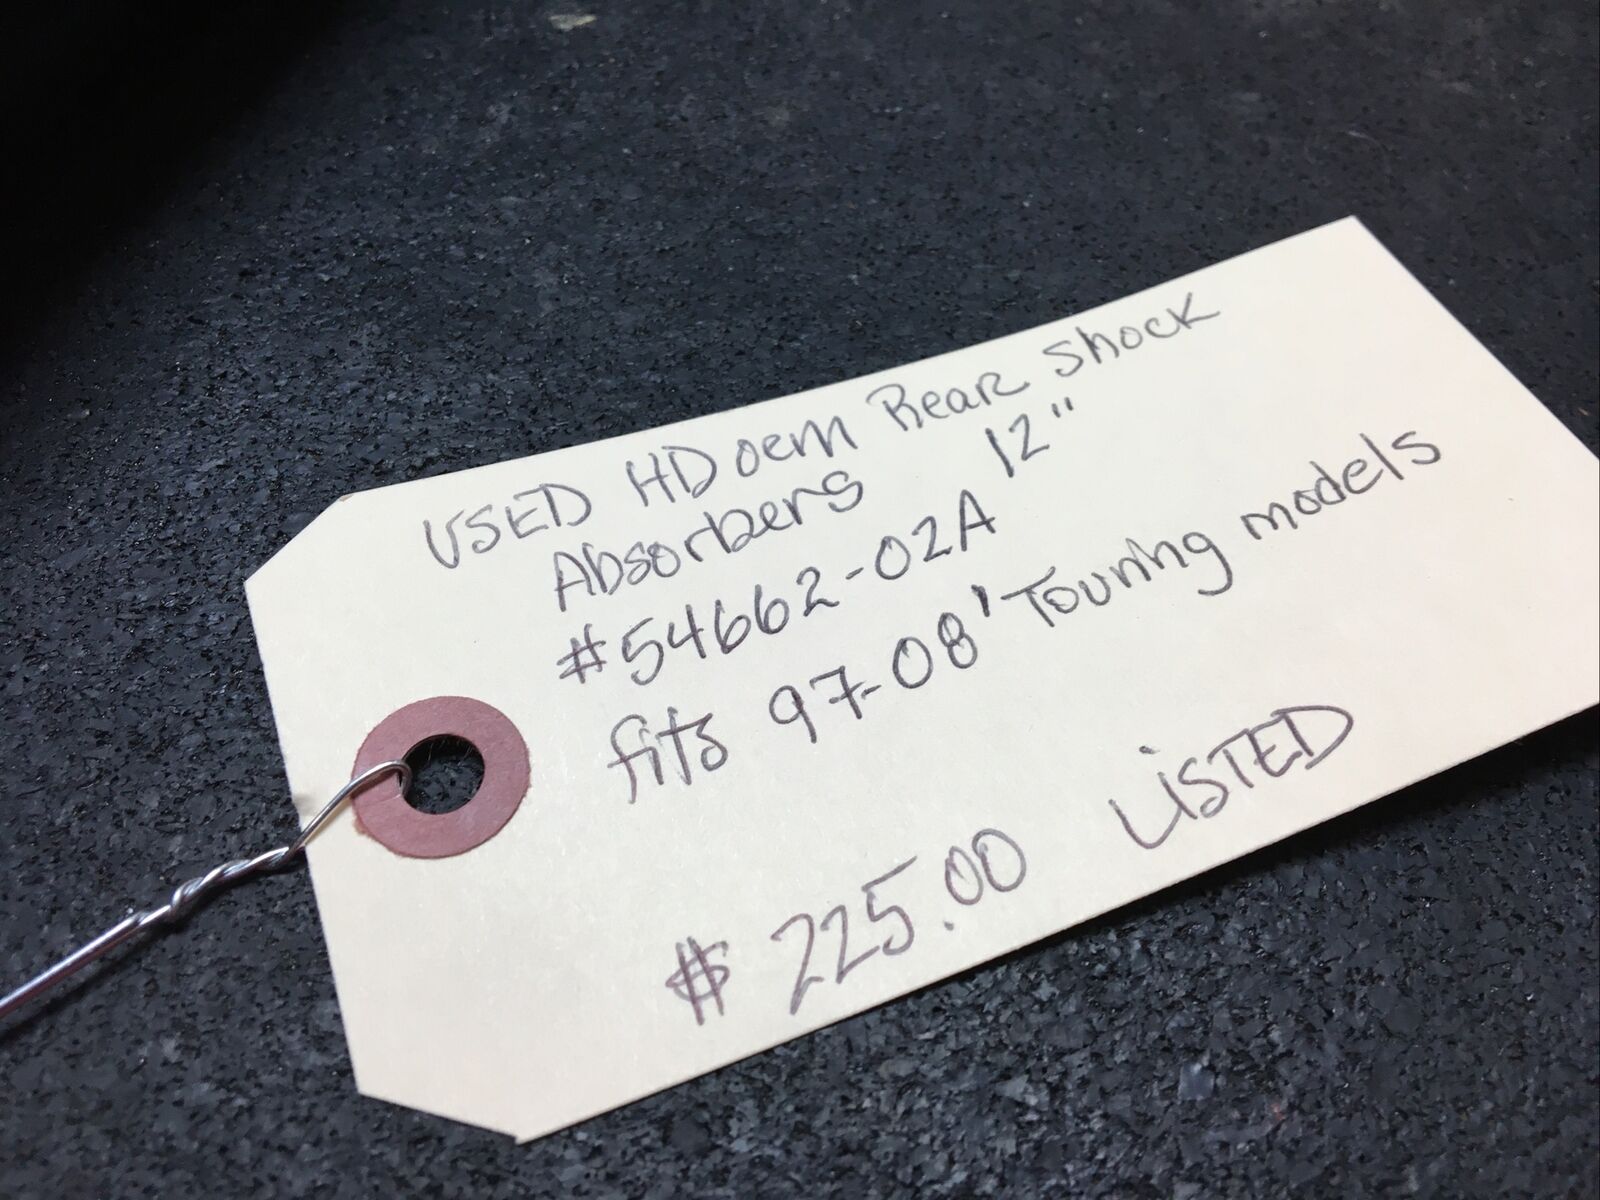 USED HD oem Rear Shock
Absorbers 12"
#54662-02A
fits 97-08' Touring models
$225.00 LiSTED